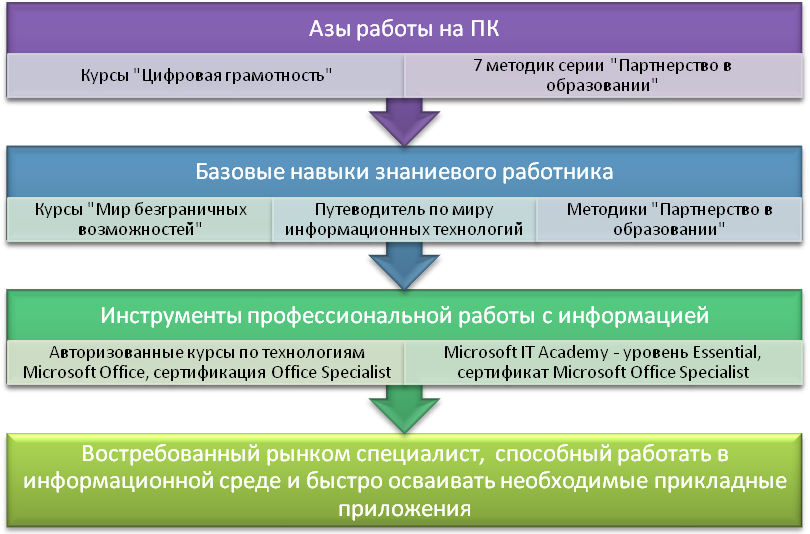 Азы работы на ПК
Курсы "Цифровая грамотность"
7 методик серии "Партнерство в
образовании"
Базовые навыки знаниевого работника
Курсы "Мир безграничных
возможностей"
Путеводитель по миру
информационных технологий
Методики "Партнерство в
образовании"
Инструменты профессиональной работы с информацией
Авторизованные курсы по технологиям
Microsoft Office, сертификация Office Specialist
Microsoft IT Academy - уровень Essential,
сертификат Microsoft Office Specialist
Востребованный рынком специалист, способный работать в
информационной среде и быстро осваивать необходимые прикладные
приложения